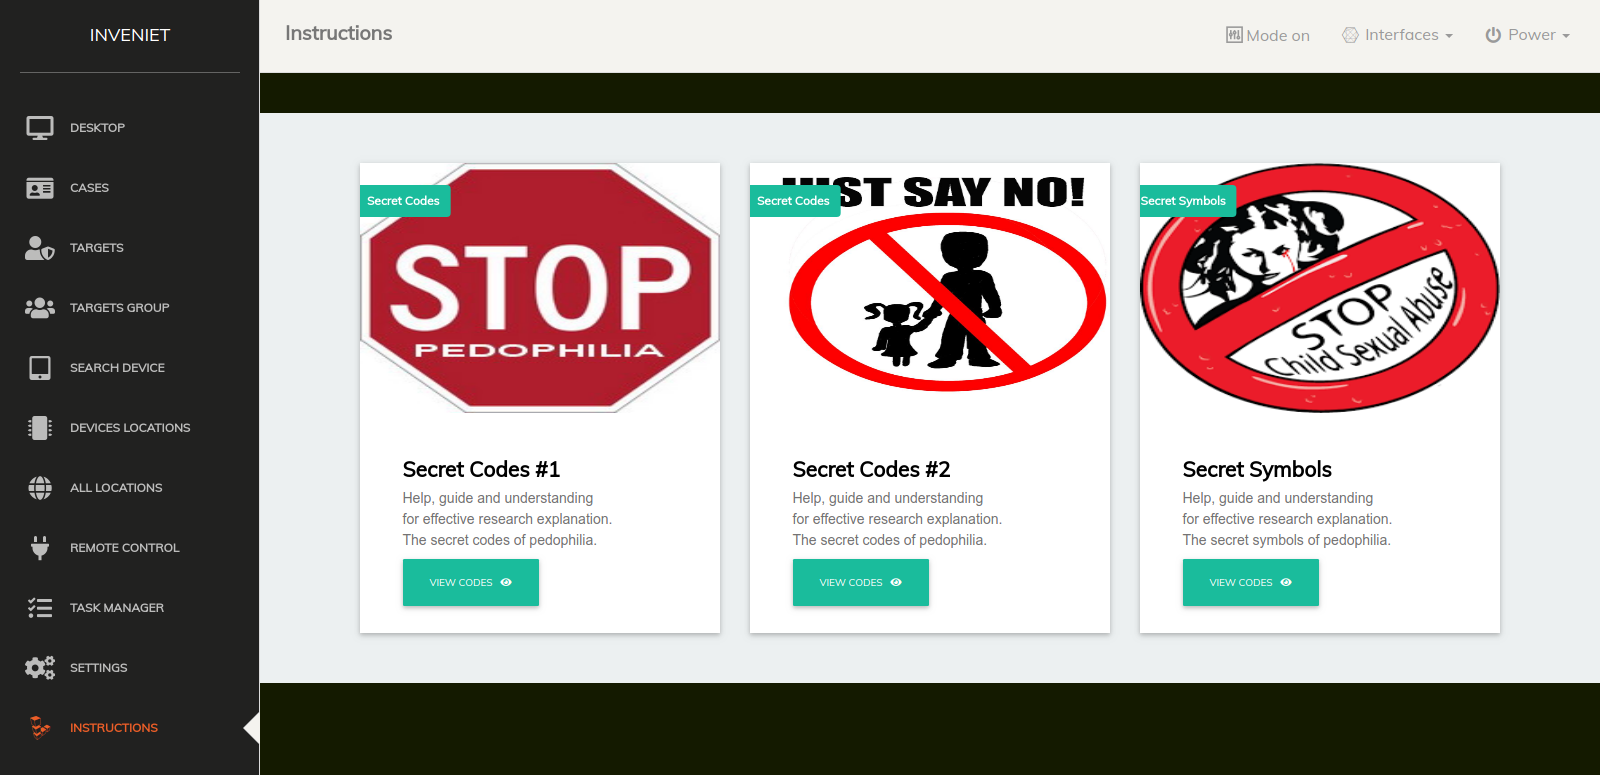 INVENIET
Instructions
Mode on
Interfaces
Power
DESKTOP
CASES
TARGETS
TARGETS GROUP
SEARCH DEVICE
DEVICES LOCATIONS
ALL LOCATIONS
REMOTE CONTROL
TASK MANAGER
SETTINGS
INSTRUCTIONS
Secret Codes
STOP
PEDOPHILIA
Secret Codes #1
Help, guide and understanding
for effective research explanation.
The secret codes of pedophilia.
VIEW CODES
JUST SAY NO!
Secret Codes
Secret Codes #2
Help, guide and understanding
for effective research explanation.
The secret codes of pedophilia.
VIEW CODES
Secret Symbols
STOP
Child Sexual Abuse
Secret Symbols
Help, guide and understanding
for effective research explanation.
The secret symbols of pedophilia.
VIEW CODES